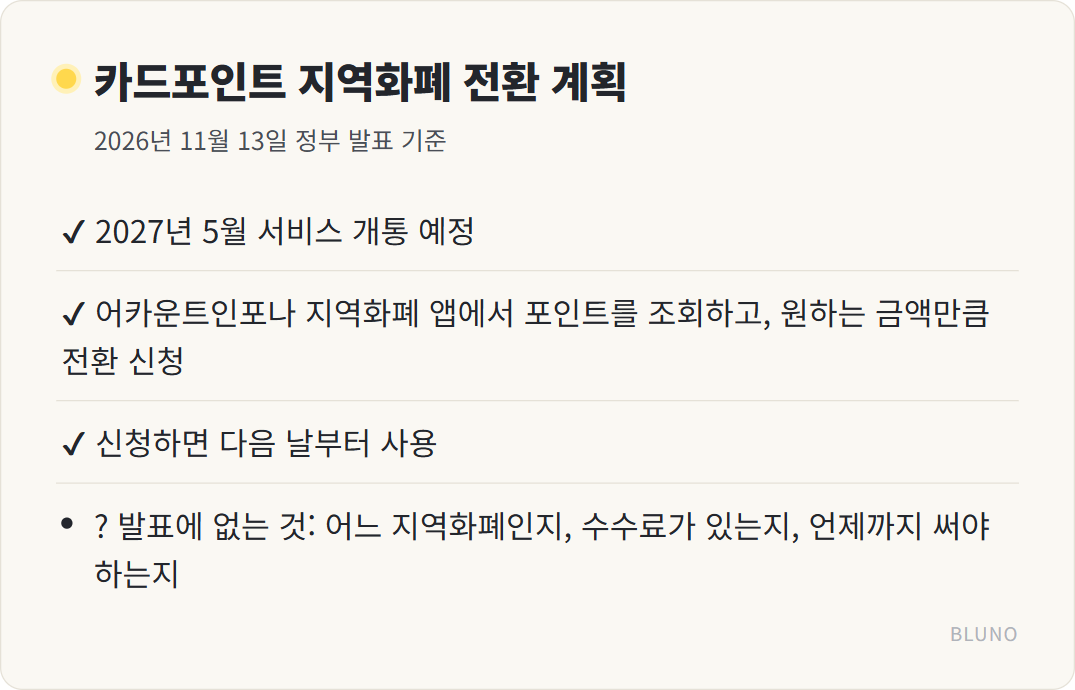 카드포인트 지역화폐 전환 계획
2026년 11월 13일 정부 발표 기준
✓ 2027년 5월 서비스 개통 예정
✓ 어카운트인포나 지역화폐 앱에서 포인트를 조회하고, 원하는 금액만큼
전환 신청
✓ 신청하면 다음 날부터 사용
• ? 발표에 없는 것: 어느 지역화폐인지, 수수료가 있는지, 언제까지 써야
하는지
BLUNO